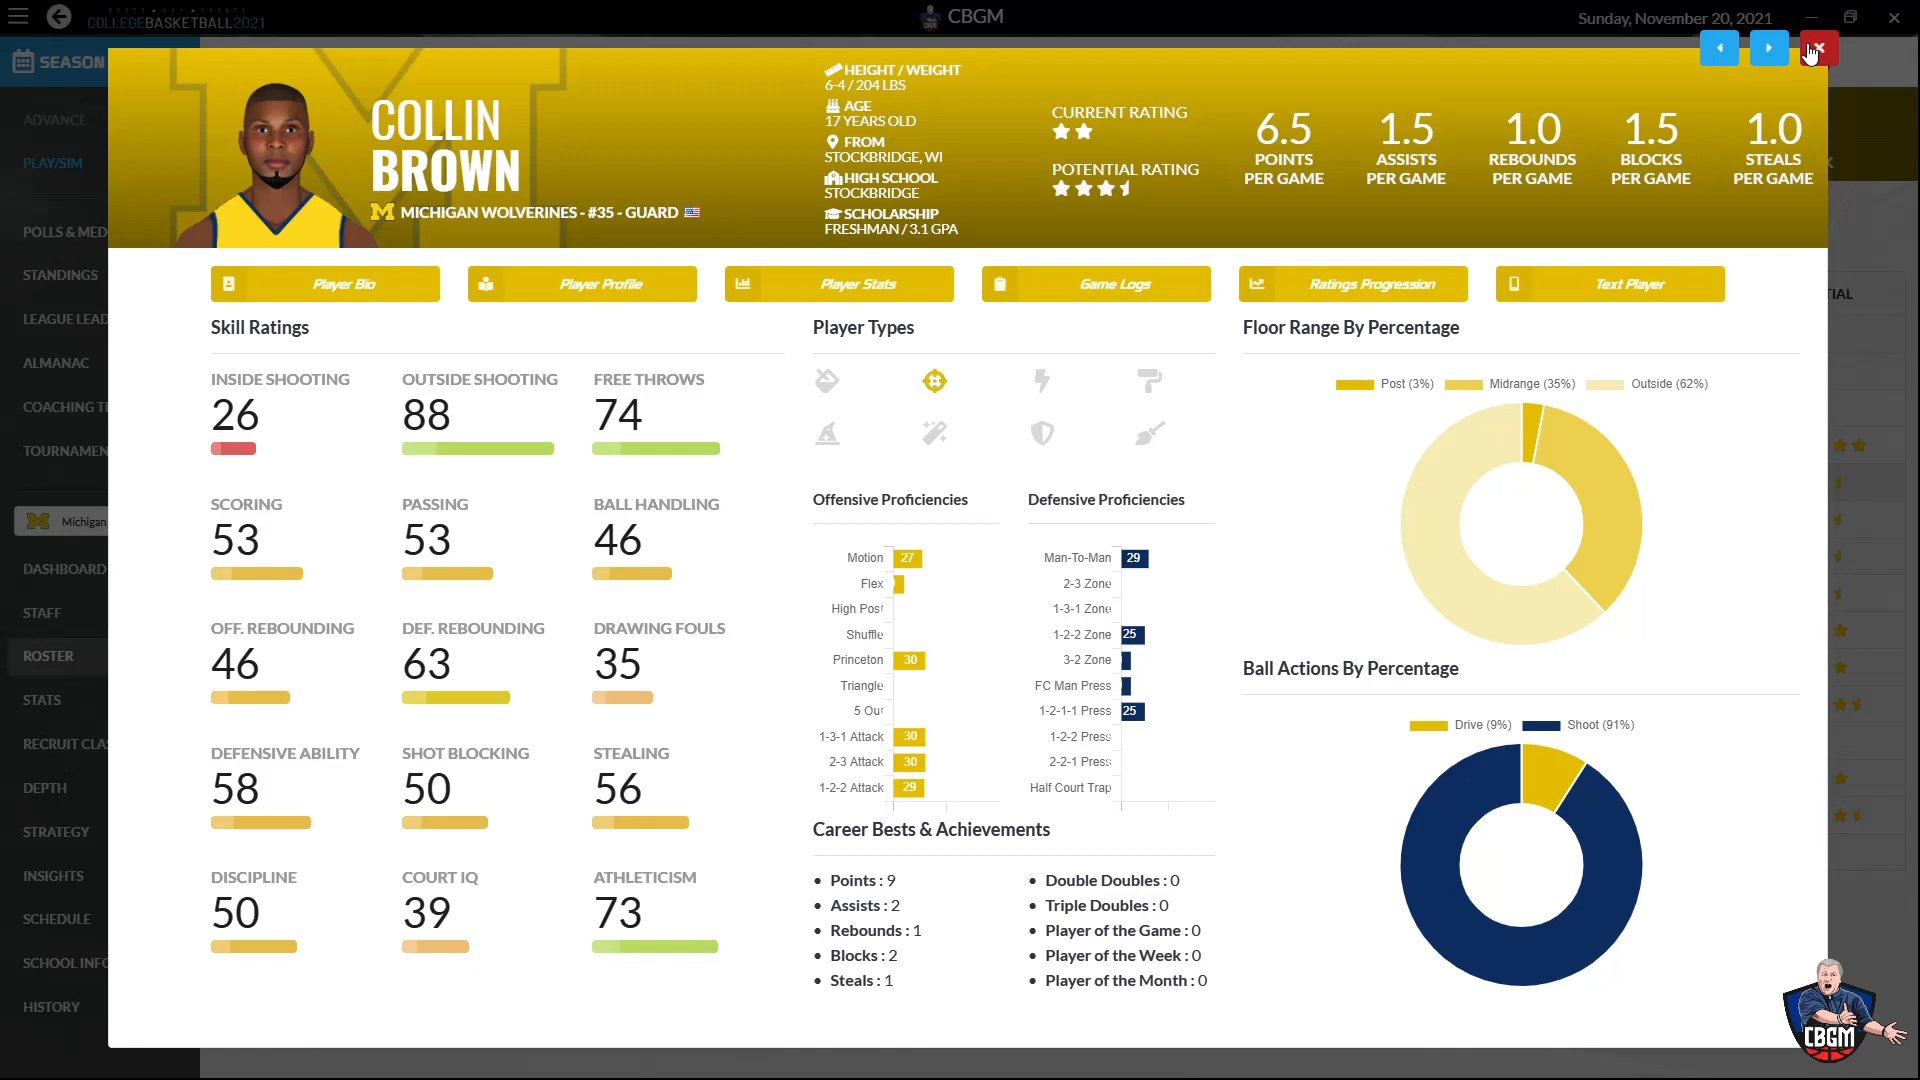 COLLEGEBASKETBALL2021
CBGM
Sunday, November 20, 2021
SEASON
ADVANCE
PLAY/SIM
POLLS & MED
STANDINGS
LEAGUE LEAD
ALMANAC
COACHING T
TOURNAMEN
Michigan
DASHBOARD
STAFF
ROSTER
STATS
RECRUIT CLA
DEPTH
STRATEGY
INSIGHTS
SCHEDULE
SCHOOL INFO
HISTORY
COLLIN
BROWN
MICHIGAN WOLVERINES - #35 - GUARD
HEIGHT / WEIGHT
6-4 / 204 LBS
AGE
17 YEARS OLD
FROM
STOCKBRIDGE, WI
HIGH SCHOOL
STOCKBRIDGE
SCHOLARSHIP
FRESHMAN / 3.1 GPA
CURRENT RATING
POTENTIAL RATING
6.5
POINTS
PER GAME
1.5
ASSISTS
PER GAME
1.0
REBOUNDS
PER GAME
1.5
BLOCKS
PER GAME
1.0
STEALS
PER GAME
Player Bio
Player Profile
Player Stats
Game Logs
Ratings Progression
Text Player
Skill Ratings
INSIDE SHOOTING
26
OUTSIDE SHOOTING
88
FREE THROWS
74
SCORING
53
PASSING
53
BALL HANDLING
46
OFF. REBOUNDING
46
DEF. REBOUNDING
63
DRAWING FOULS
35
DEFENSIVE ABILITY
58
SHOT BLOCKING
50
STEALING
56
DISCIPLINE
50
COURT IQ
39
ATHLETICISM
73
Player Types
Offensive Proficiencies
Motion 27
Flex
High Post
Shuffle
Princeton 30
Triangle
5 Out
1-3-1 Attack 30
2-3 Attack 30
1-2-2 Attack 29
Defensive Proficiencies
Man-To-Man 29
2-3 Zone
1-3-1 Zone
1-2-2 Zone 25
3-2 Zone
FC Man Press
1-2-1-1 Press 25
1-2-2 Press
2-2-1 Press
Half Court Trap
Career Bests & Achievements
Points : 9
Assists : 2
Rebounds : 1
Blocks : 2
Steals : 1
Double Doubles : 0
Triple Doubles : 0
Player of the Game : 0
Player of the Week : 0
Player of the Month : 0
Floor Range By Percentage
Post (3%) Midrange (35%) Outside (62%)
Ball Actions By Percentage
Drive (9%) Shoot (91%)
TIAL
CBGM